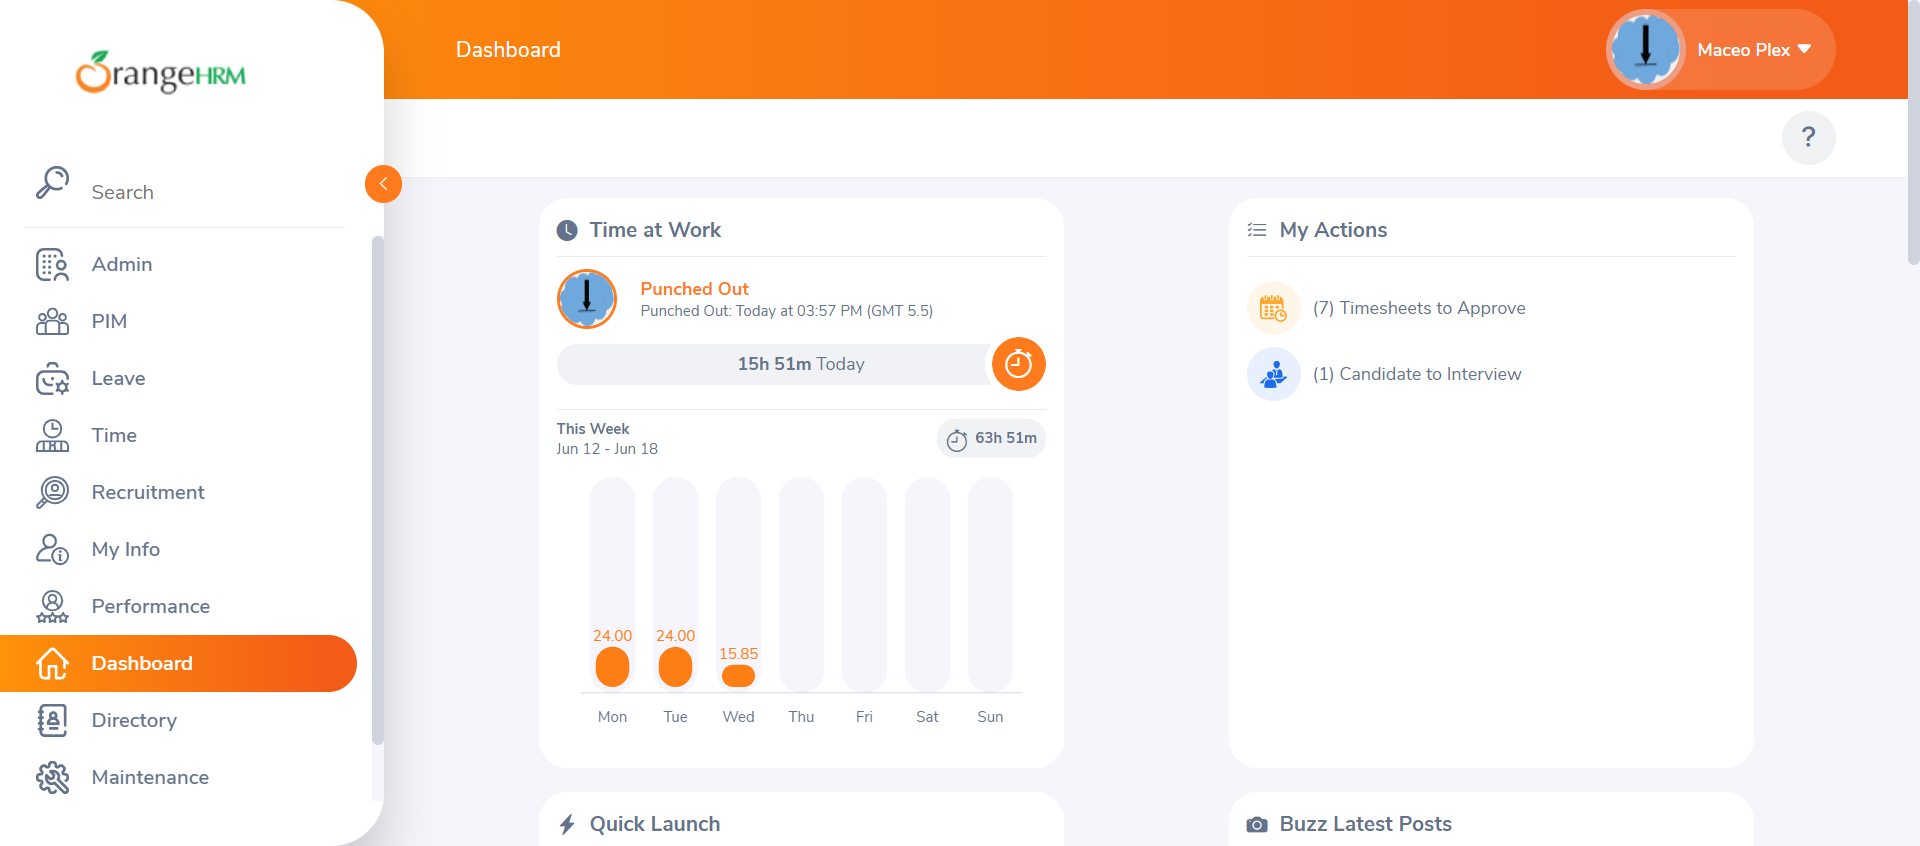 OrangeHRM
Dashboard
Maceo Plex
?
Search
Admin
PIM
Leave
Time
Recruitment
My Info
Performance
Dashboard
Directory
Maintenance
Time at Work
Punched Out
Punched Out: Today at 03:57 PM (GMT 5.5)
15h 51m Today
This Week
Jun 12 - Jun 18
63h 51m
24.00 24.00 15.85
Mon Tue Wed Thu Fri Sat Sun
My Actions
(7) Timesheets to Approve
(1) Candidate to Interview
Quick Launch
Buzz Latest Posts